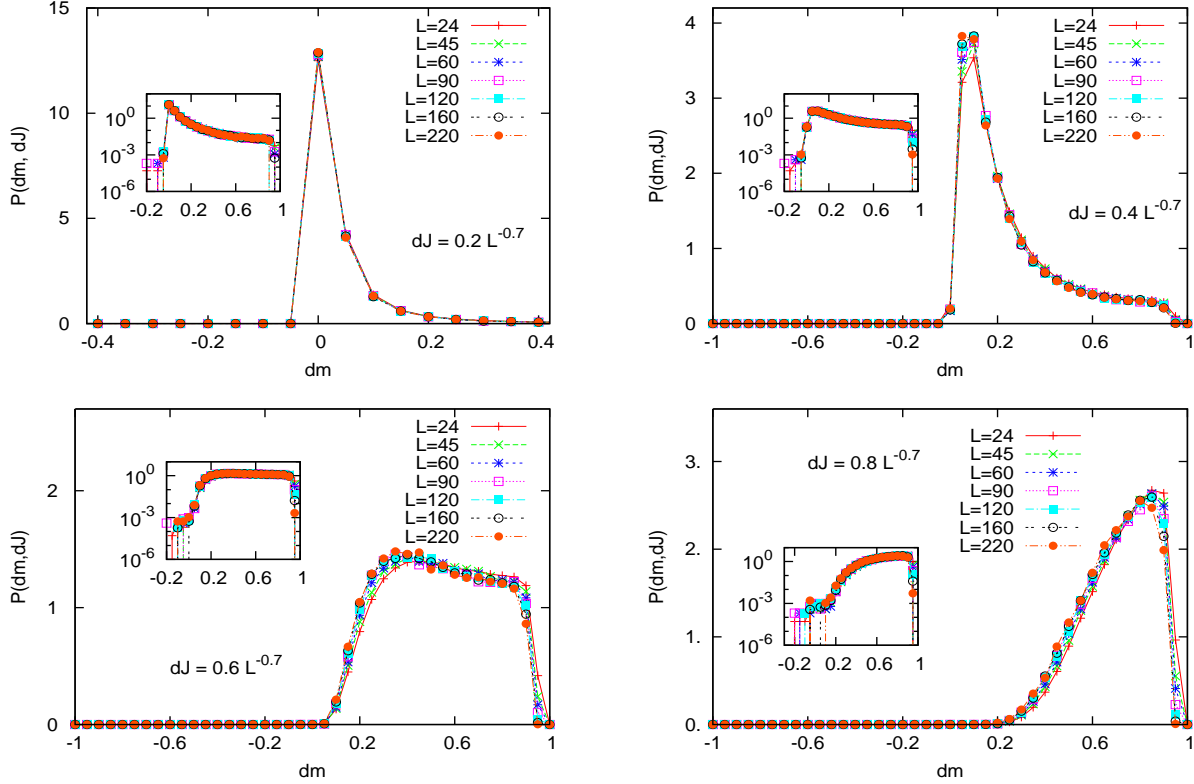 15
10
5
0
-0.4
-0.2
0
0.2
0.4
P(dm, dJ)
dm
L=24
L=45
L=60
L=90
L=120
L=160
L=220
dJ = 0.2 L^-0.7
10^0
10^-3
10^-6
-0.2
0.2
0.6
1
4
3
2
1
0
-1
-0.6
-0.2
0.2
0.6
1
P(dm,dJ)
dm
L=24
L=45
L=60
L=90
L=120
L=160
L=220
dJ = 0.4 L^-0.7
10^0
10^-3
10^-6
-0.2
0.2
0.6
1
2
1
0
-1
-0.6
-0.2
0.2
0.6
1
P(dm,dJ)
dm
L=24
L=45
L=60
L=90
L=120
L=160
L=220
dJ = 0.6 L^-0.7
10^0
10^-3
10^-6
-0.2
0.2
0.6
1
3.
2.
1.
0.
-1
-0.6
-0.2
0.2
0.6
1
P(dm,dJ)
dm
L=24
L=45
L=60
L=90
L=120
L=160
L=220
dJ = 0.8 L^-0.7
10^0
10^-3
10^-6
-0.2
0.2
0.6
1